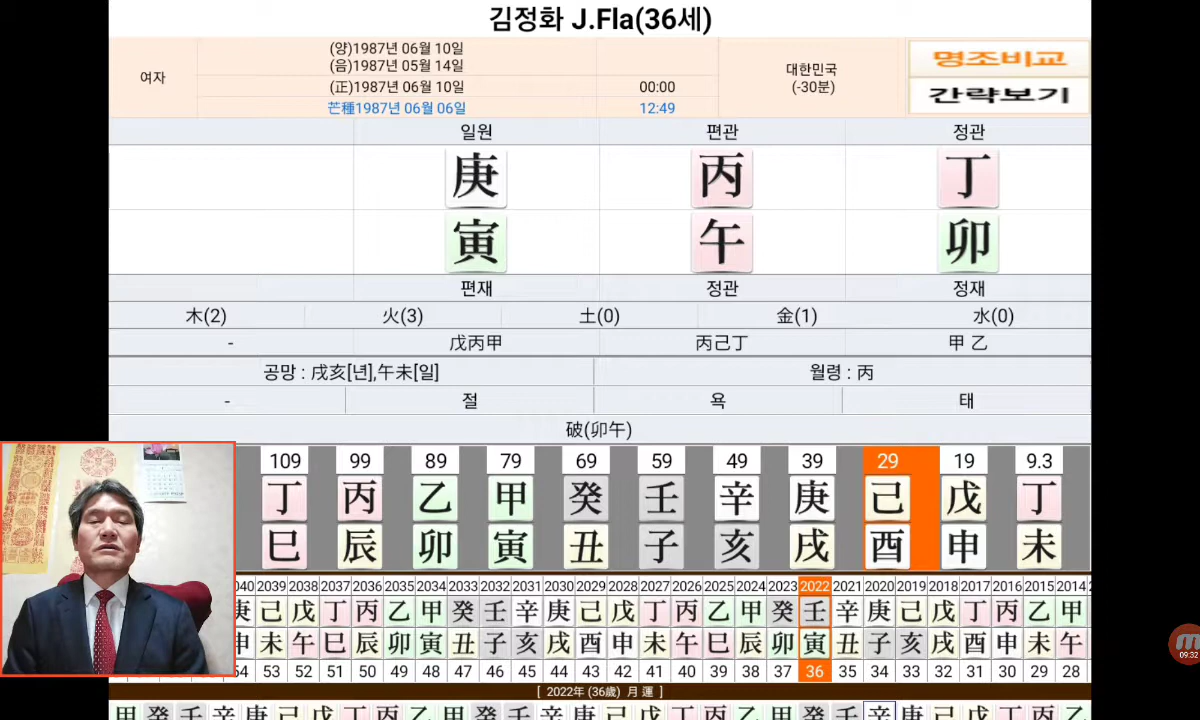 김정화 J.Fla(36세)
여자
(양)1987년 06월 10일
(음)1987년 05월 14일
(正)1987년 06월 10일 00:00
芒種1987년 06월 06일 12:49
대한민국
(-30분)
명조비교
간략보기
일원 편관 정관
庚 丙 丁
寅 午 卯
편재 정관 정재
木(2) 火(3) 土(0) 金(1) 水(0)
- 戊丙甲 丙己丁 甲 乙
공망 : 戌亥[년],午未[일] 월령 : 丙
- 절 욕 태
破(卯午)
109 99 89 79 69 59 49 39 29 19 9.3
丁 丙 乙 甲 癸 壬 辛 庚 己 戊 丁
巳 辰 卯 寅 丑 子 亥 戌 酉 申 未
2039 2038 2037 2036 2035 2034 2033 2032 2031 2030 2029 2028 2027 2026 2025 2024 2023 2022 2021 2020 2019 2018 2017 2016 2015 2014
己 戊 丁 丙 乙 甲 癸 壬 辛 庚 己 戊 丁 丙 乙 甲 癸 壬 辛 庚 己 戊 丁 丙 乙 甲
未 午 巳 辰 卯 寅 丑 子 亥 戌 酉 申 未 午 巳 辰 卯 寅 丑 子 亥 戌 酉 申 未 午
53 52 51 50 49 48 47 46 45 44 43 42 41 40 39 38 37 36 35 34 33 32 31 30 29 28
[ 2022年 (36歲) 月 運 ]
09:32